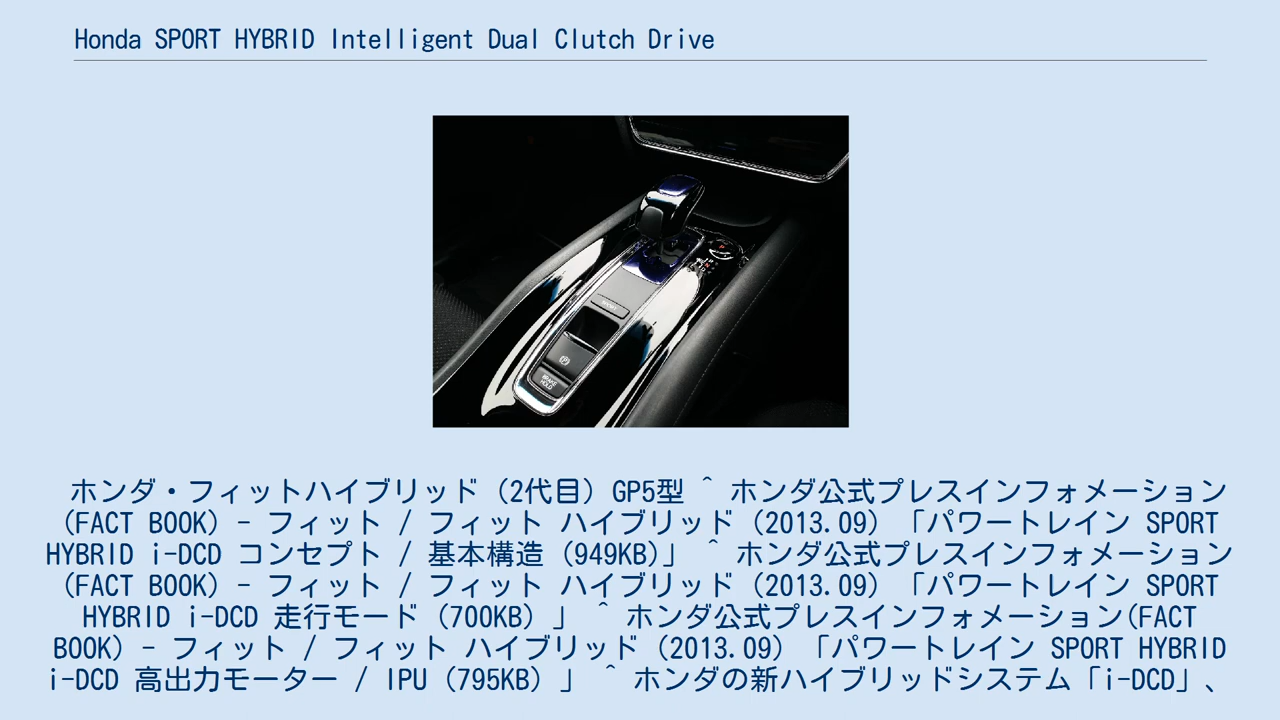 Honda SPORT HYBRID Intelligent Dual Clutch Drive
BRAKE
HOLD
ホンダ・フィットハイブリッド（2代目）GP5型 ^ ホンダ公式プレスインフォメーション
（FACT BOOK）- フィット / フィット ハイブリッド（2013.09）「パワートレイン SPORT
HYBRID i-DCD コンセプト / 基本構造（949KB)」 ^ ホンダ公式プレスインフォメーション
（FACT BOOK）- フィット / フィット ハイブリッド（2013.09）「パワートレイン SPORT
HYBRID i-DCD 走行モード（700KB）」 ^ ホンダ公式プレスインフォメーション(FACT
BOOK）- フィット / フィット ハイブリッド（2013.09）「パワートレイン SPORT HYBRID
i-DCD 高出力モーター / IPU（795KB）」 ^ ホンダの新ハイブリッドシステム「i-DCD」、